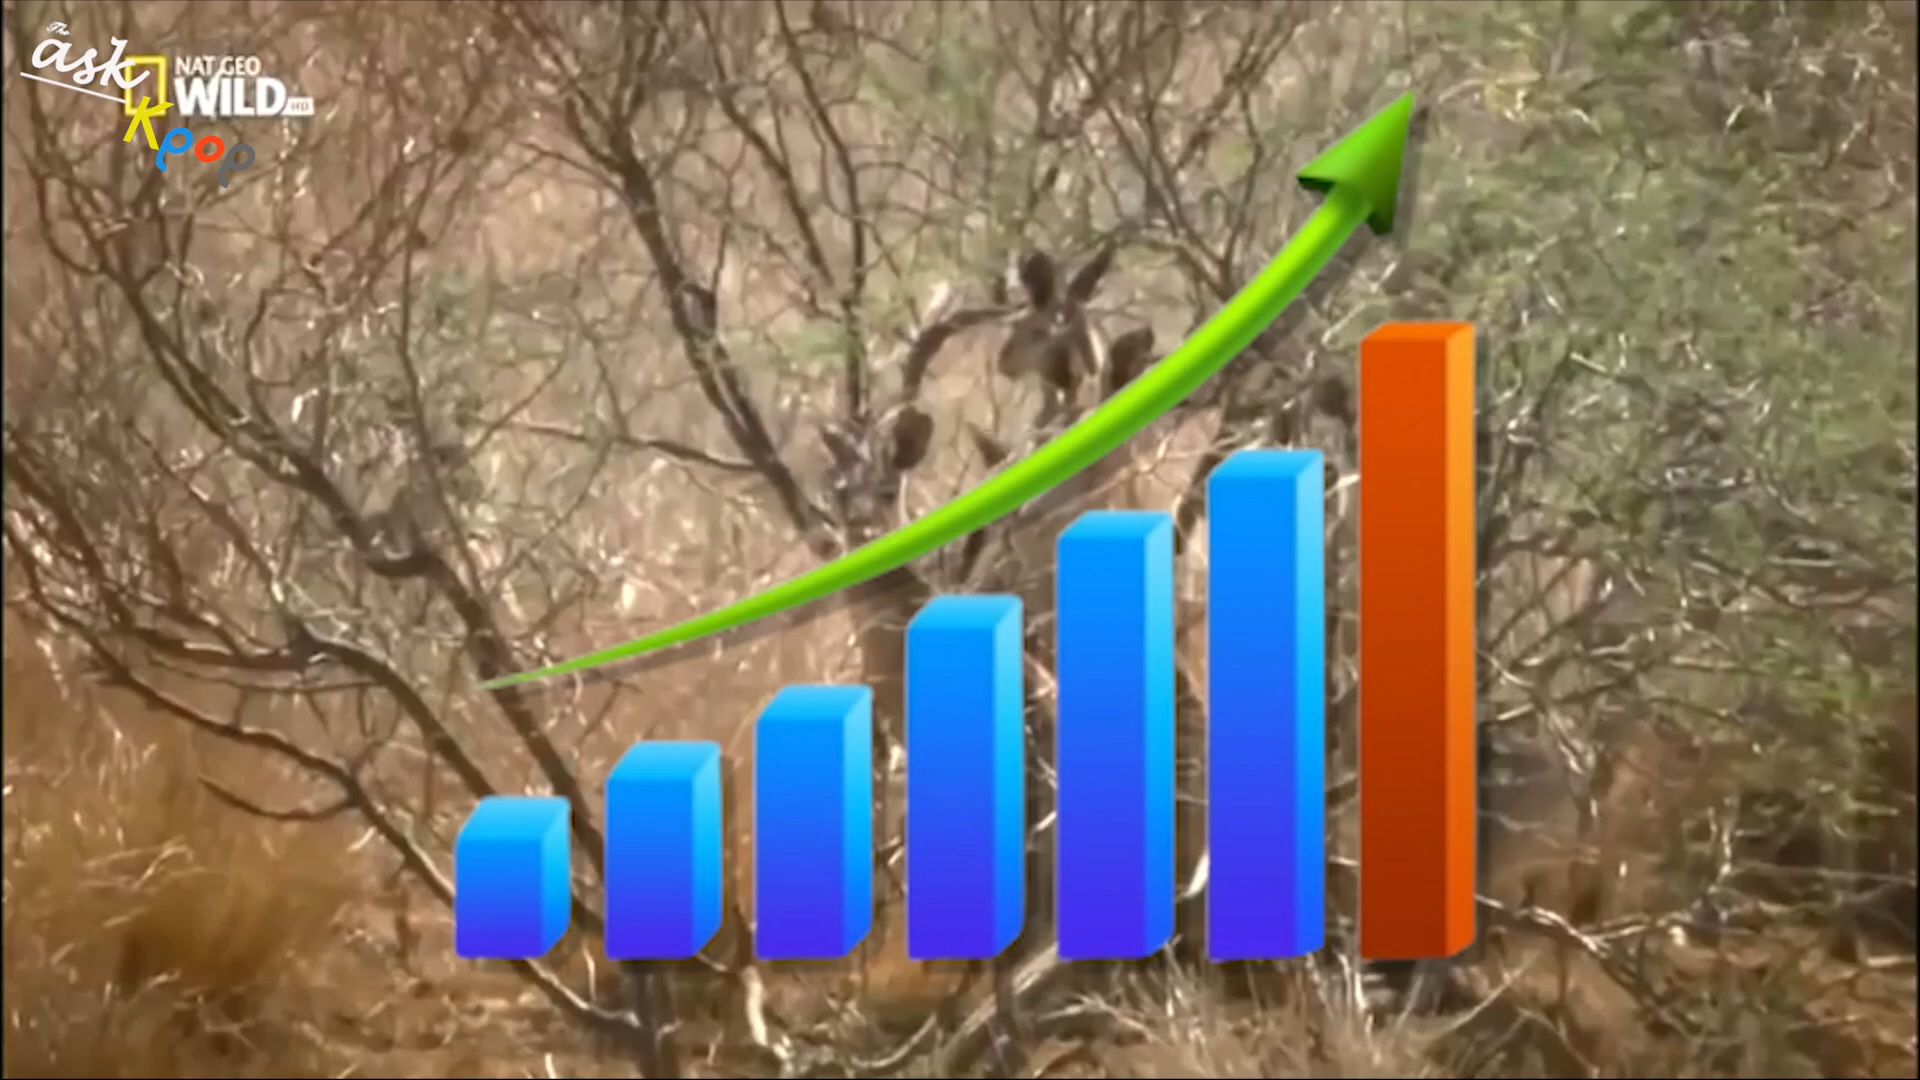 The
ask
NAT GEO
WILD HD
Kpop